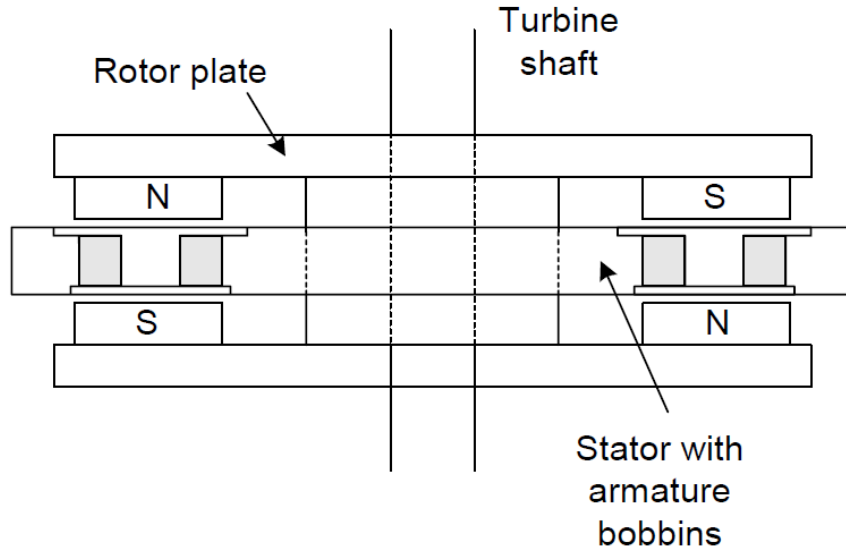 Turbine
shaft
Rotor plate
N
S
S
N
Stator with
armature
bobbins